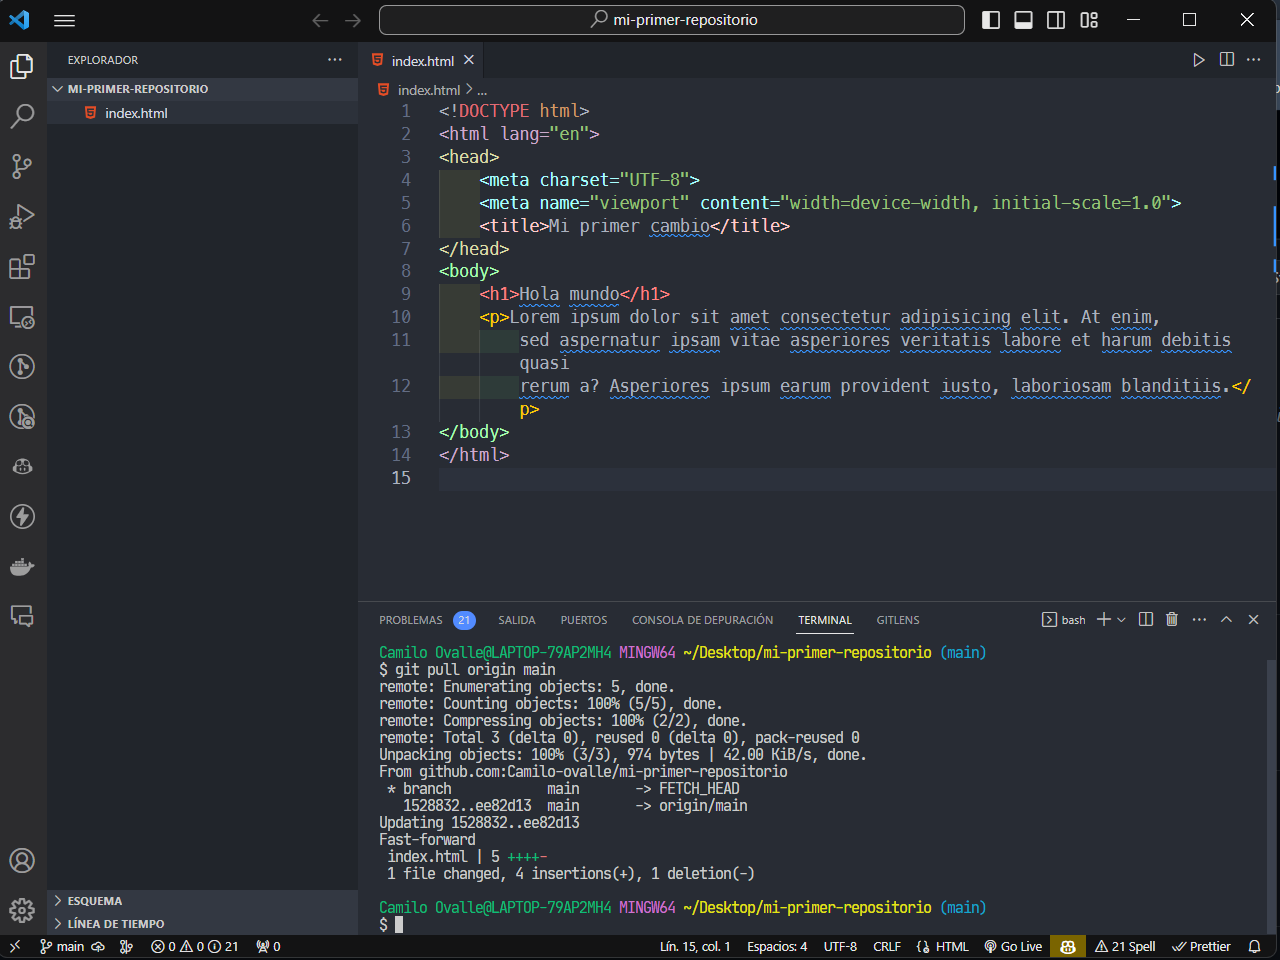 mi-primer-repositorio
EXPLORADOR
MI-PRIMER-REPOSITORIO
index.html
index.html
index.html > ...
1 <!DOCTYPE html>
2 <html lang="en">
3 <head>
4 <meta charset="UTF-8">
5 <meta name="viewport" content="width=device-width, initial-scale=1.0">
6 <title>Mi primer cambio</title>
7 </head>
8 <body>
9 <h1>Hola mundo</h1>
10 <p>Lorem ipsum dolor sit amet consectetur adipisicing elit. At enim,
11 sed aspernatur ipsam vitae asperiores veritatis labore et harum debitis
quasi
12 rerum a? Asperiores ipsum earum provident iusto, laboriosam blanditiis.</
p>
13 </body>
14 </html>
15
PROBLEMAS 21 SALIDA PUERTOS CONSOLA DE DEPURACIÓN TERMINAL GITLENS bash
Camilo Ovalle@LAPTOP-79AP2MH4 MINGW64 ~/Desktop/mi-primer-repositorio (main)
$ git pull origin main
remote: Enumerating objects: 5, done.
remote: Counting objects: 100% (5/5), done.
remote: Compressing objects: 100% (2/2), done.
remote: Total 3 (delta 0), reused 0 (delta 0), pack-reused 0
Unpacking objects: 100% (3/3), 974 bytes | 42.00 KiB/s, done.
From github.com:Camilo-ovalle/mi-primer-repositorio
* branch main -> FETCH_HEAD
1528832..ee82d13 main -> origin/main
Updating 1528832..ee82d13
Fast-forward
index.html | 5 ++++-
1 file changed, 4 insertions(+), 1 deletion(-)
Camilo Ovalle@LAPTOP-79AP2MH4 MINGW64 ~/Desktop/mi-primer-repositorio (main)
$
ESQUEMA
LÍNEA DE TIEMPO
main 0 0 21 0 Lín. 15, col. 1 Espacios: 4 UTF-8 CRLF HTML Go Live 21 Spell Prettier